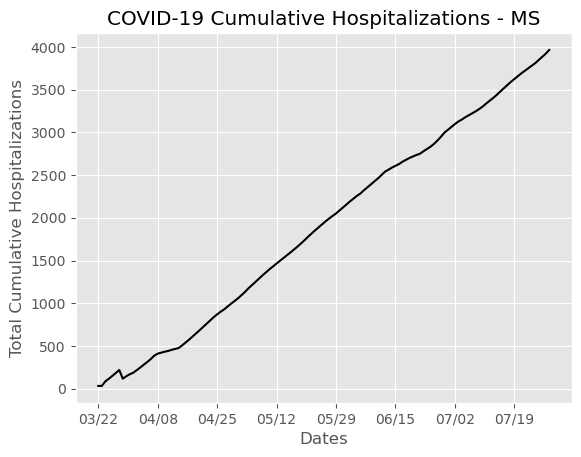 COVID-19 Cumulative Hospitalizations - MS
Total Cumulative Hospitalizations
4000
3500
3000
2500
2000
1500
1000
500
0
03/22 04/08 04/25 05/12 05/29 06/15 07/02 07/19
Dates